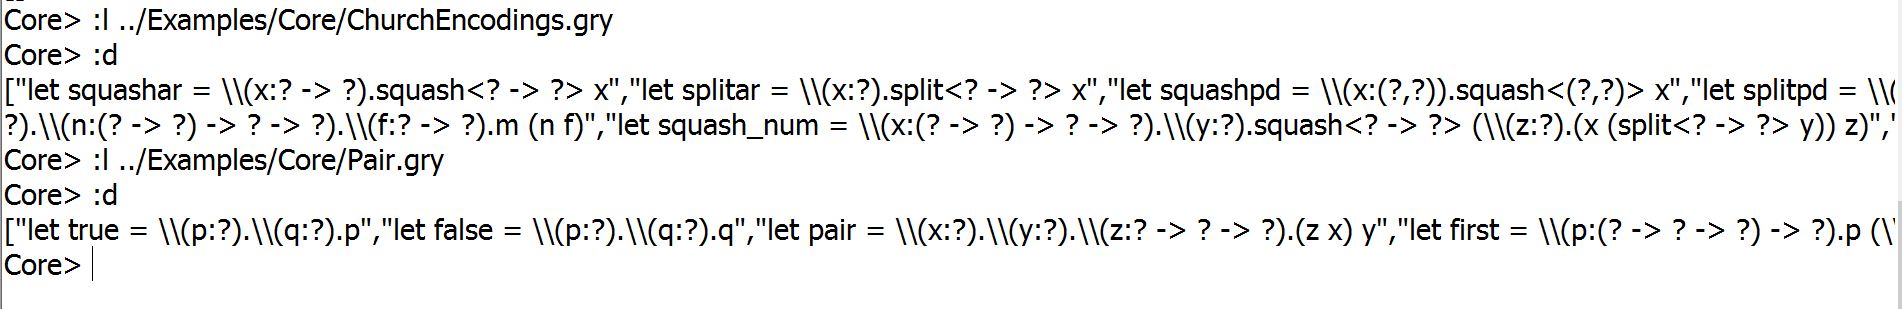 Core> :l ../Examples/Core/ChurchEncodings.gry
Core> :d
["let squashar = \\(x:? -> ?).squash<? -> ?> x","let splitar = \\(x:?).split<? -> ?> x","let squashpd = \\(x:(?,?)).squash<(?,?)> x","let splitpd = \\(
?).\\(n:(? -> ?) -> ? -> ?).\\(f:? -> ?).m (n f)","let squash_num = \\(x:(? -> ?) -> ? -> ?).\\(y:?).squash<? -> ?> (\\(z:?).(x (split<? -> ?> y)) z)","
Core> :l ../Examples/Core/Pair.gry
Core> :d
["let true = \\(p:?).\\(q:?).p","let false = \\(p:?).\\(q:?).q","let pair = \\(x:?).\\(y:?).\\(z:? -> ? -> ?).(z x) y","let first = \\(p:(? -> ? -> ?) -> ?).p (\
Core>